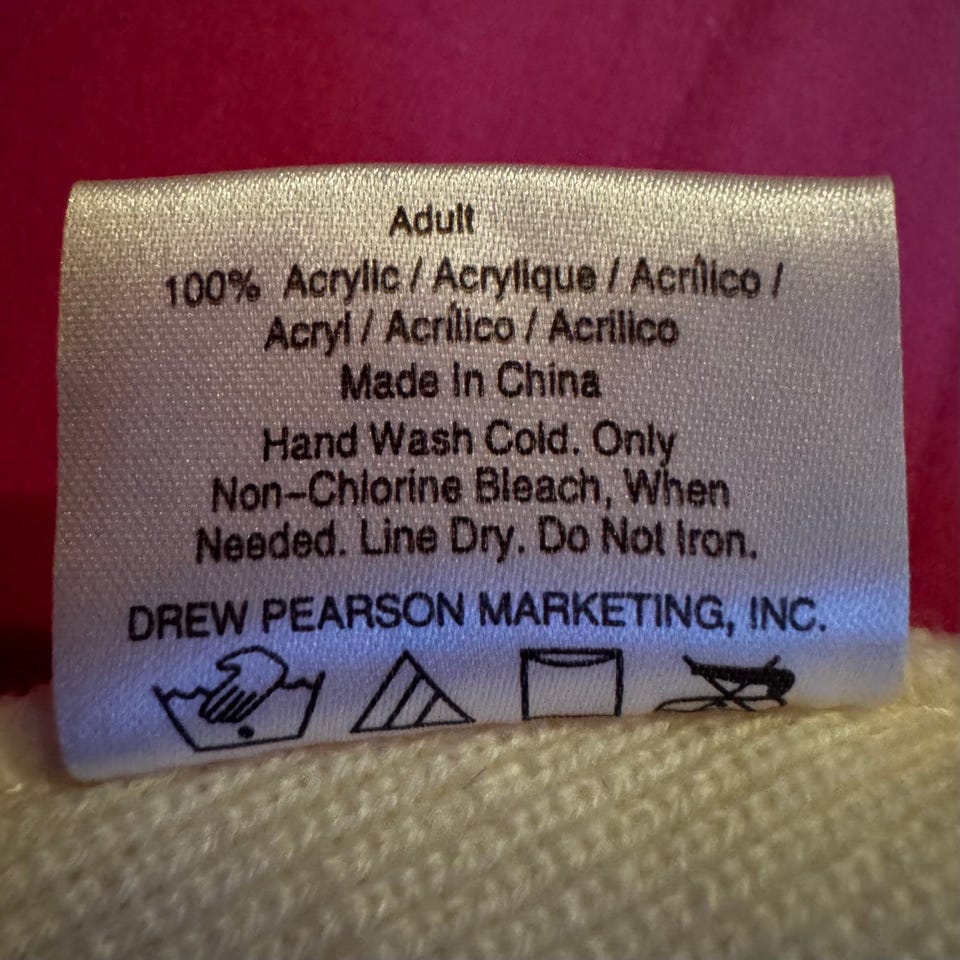 Adult
100% Acrylic / Acrylique / Acrílico /
Acryl / Acrílico / Acrilico
Made In China
Hand Wash Cold. Only
Non-Chlorine Bleach, When
Needed. Line Dry. Do Not Iron.
DREW PEARSON MARKETING, INC.